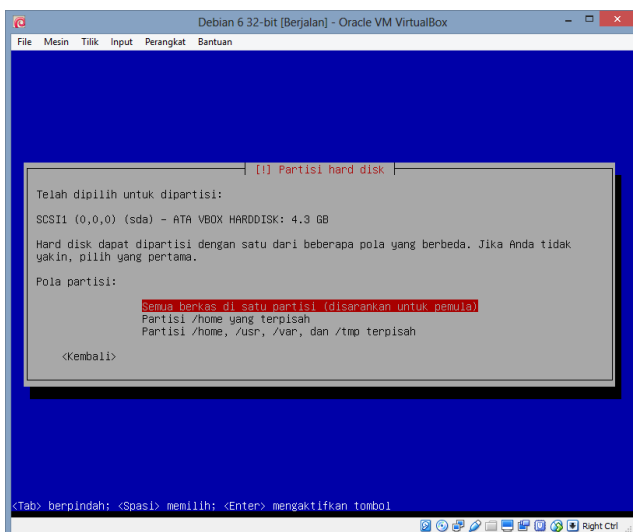 Debian 6 32-bit [Berjalan] - Oracle VM VirtualBox
File Mesin Tilik Input Perangkat Bantuan
[!] Partisi hard disk
Telah dipilih untuk dipartisi:
SCSI1 (0,0,0) (sda) - ATA VBOX HARDDISK: 4.3 GB
Hard disk dapat dipartisi dengan satu dari beberapa pola yang berbeda. Jika Anda tidak
yakin, pilih yang pertama.
Pola partisi:
Semua berkas di satu partisi (disarankan untuk pemula)
Partisi /home yang terpisah
Partisi /home, /usr, /var, dan /tmp terpisah
<Kembali>
<Tab> berpindah; <Spasi> memilih; <Enter> mengaktifkan tombol
Right Ctrl